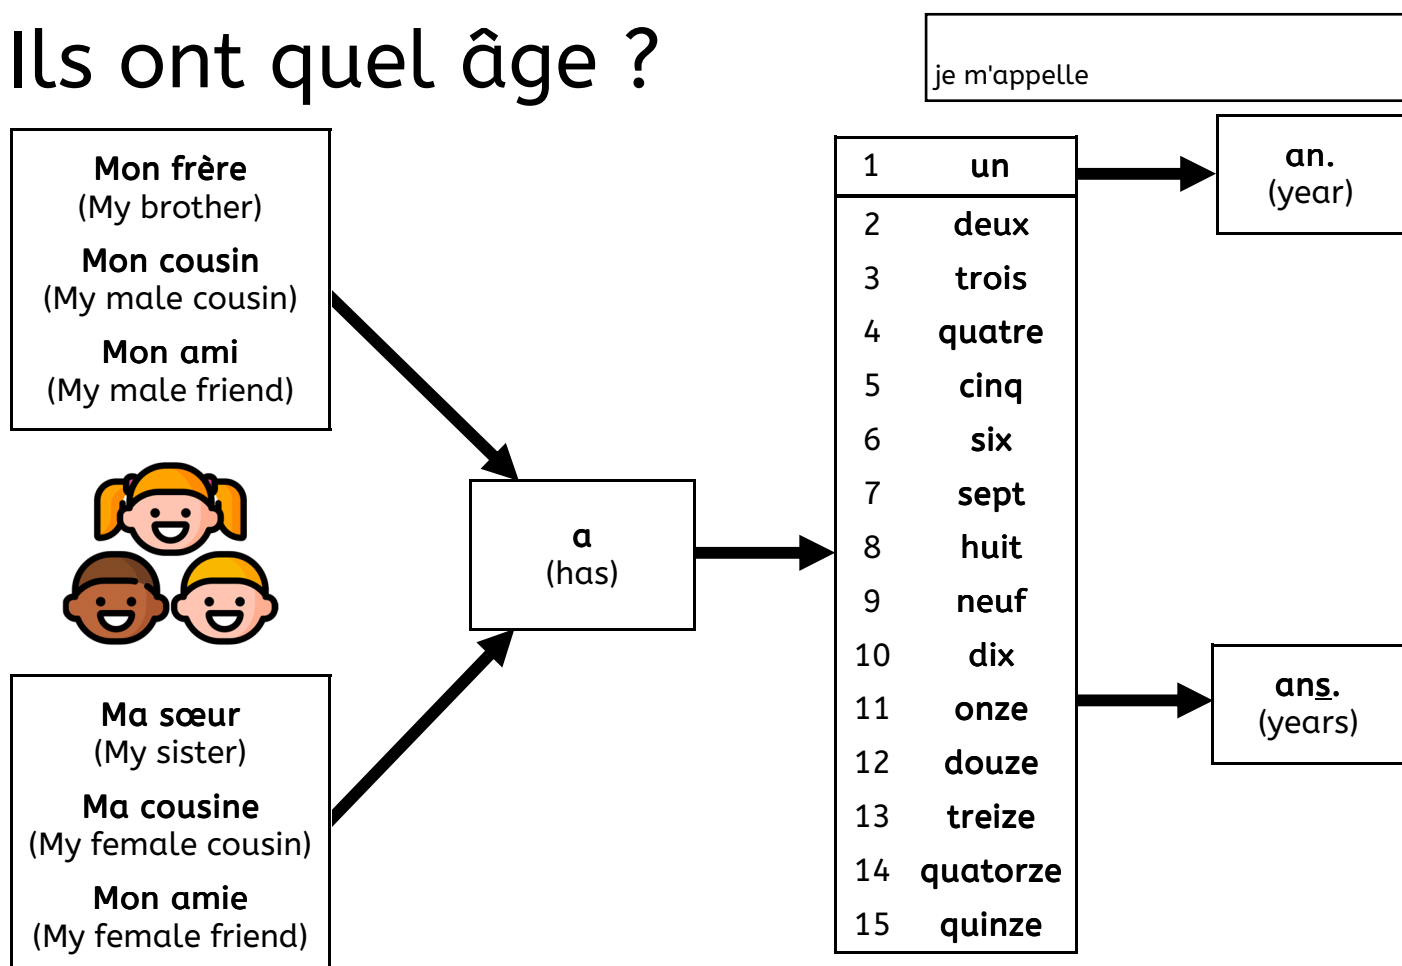 Ils ont quel âge ?
je m'appelle
Mon frère
(My brother)
Mon cousin
(My male cousin)
Mon ami
(My male friend)
Ma sœur
(My sister)
Ma cousine
(My female cousin)
Mon amie
(My female friend)
a
(has)
1 un
2 deux
3 trois
4 quatre
5 cinq
6 six
7 sept
8 huit
9 neuf
10 dix
11 onze
12 douze
13 treize
14 quatorze
15 quinze
an.
(year)
ans.
(years)